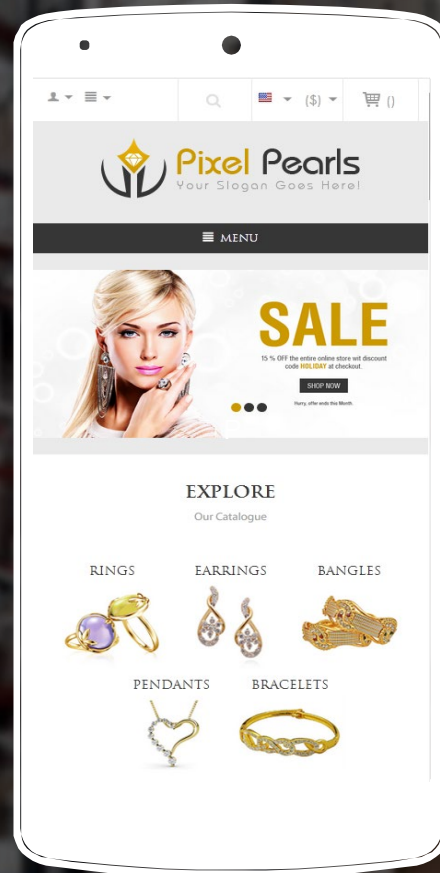 ($) ()
Pixel Pearls
Your Slogan Goes Here!
MENU
SALE
15 % OFF the entire online store wit discount
code HOLIDAY at checkout.
SHOP NOW
Hurry, offer ends this Month.
EXPLORE
Our Catalogue
RINGS EARRINGS BANGLES
PENDANTS BRACELETS